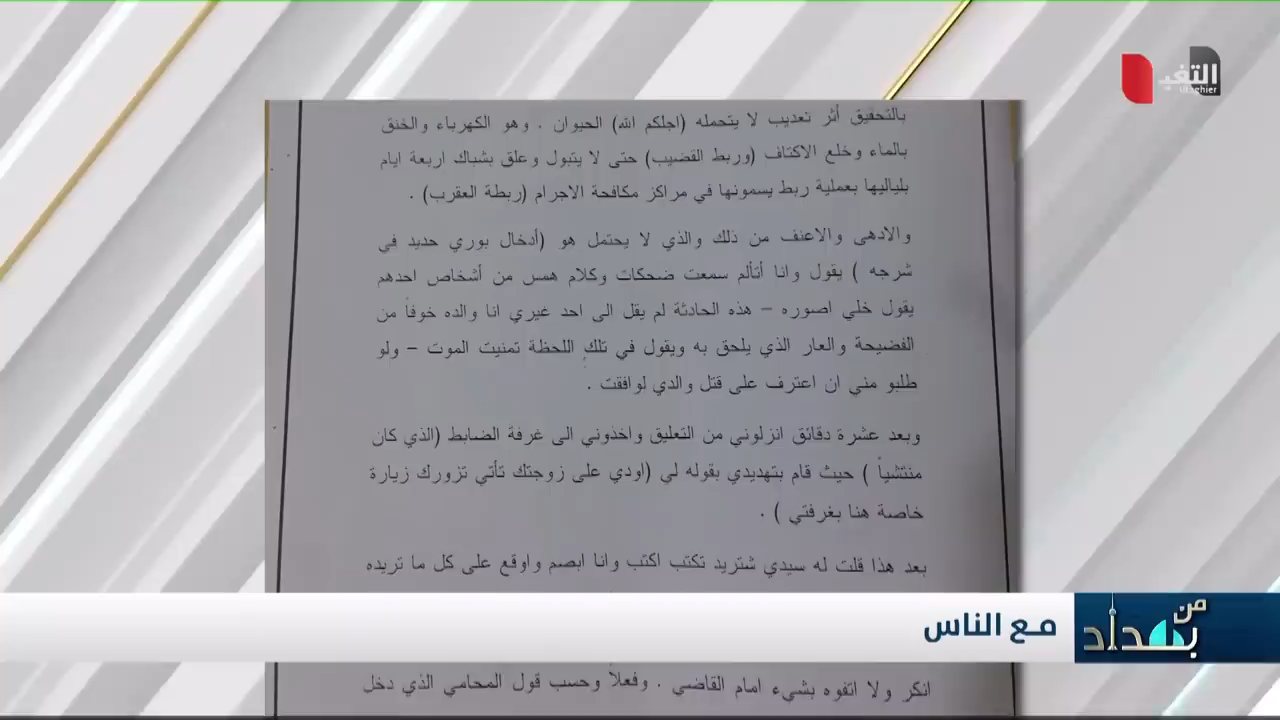 التغيير
ltaghier
بالتحقيق أثر تعذيب لا يتحمله (اجلكم الله) الحيوان . وهو الكهرباء والخنق
بالماء وخلع الاكتاف (وربط القضيب) حتى لا يتبول وعلق بشباك اربعة ايام
بلياليها بعملية ربط يسمونها في مراكز مكافحة الاجرام (ربطة العقرب) .
والادهى والاعنف من ذلك والذي لا يحتمل هو (أدخال بوري حديد في
شرجه ) يقول وانا أتألم سمعت ضحكات وكلام همس من أشخاص احدهم
يقول خلي اصوره – هذه الحادثة لم يقل الى احد غيري انا والده خوفاً من
الفضيحة والعار الذي يلحق به ويقول في تلك اللحظة تمنيت الموت – ولو
طلبو مني ان اعترف على قتل والدي لوافقت .
وبعد عشرة دقائق انزلوني من التعليق واخذوني الى غرفة الضابط (الذي كان
منتشياً ) حيث قام بتهديدي بقوله لي (اودي على زوجتك تأتي تزورك زيارة
خاصة هنا بغرفتي ) .
بعد هذا قلت له سيدي شتريد تكتب اكتب وانا ابصم واوقع على كل ما تريده
من بغداد
مع الناس
انكر ولا اتفوه بشيء امام القاضي . وفعلاً وحسب قول المحامي الذي دخل